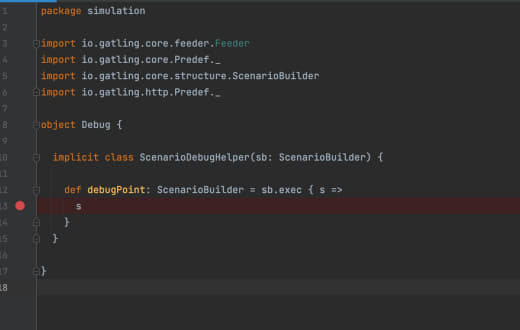 1 package simulation
2
3 import io.gatling.core.feeder.Feeder
4 import io.gatling.core.Predef._
5 import io.gatling.core.structure.ScenarioBuilder
6 import io.gatling.http.Predef._
7
8 object Debug {
9
10 implicit class ScenarioDebugHelper(sb: ScenarioBuilder) {
11
12 def debugPoint: ScenarioBuilder = sb.exec { s =>
13 s
14 }
15 }
16
17 }
18